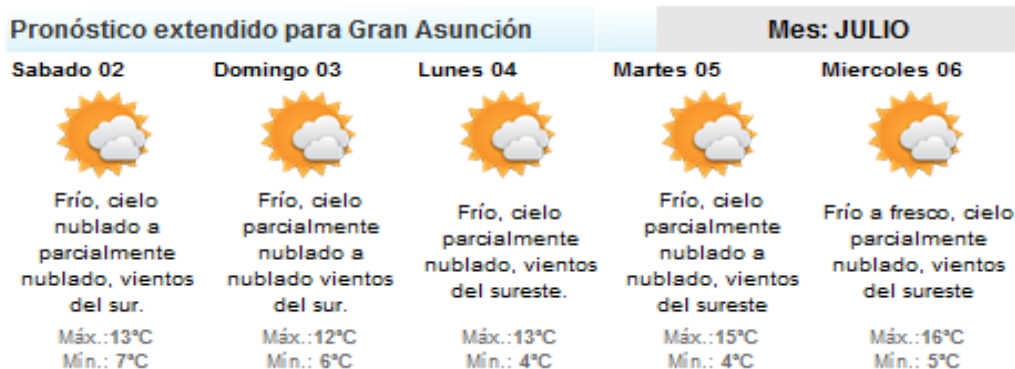 Pronóstico extendido para Gran Asunción
Mes: JULIO
Sabado 02
Domingo 03
Lunes 04
Martes 05
Miercoles 06
Frío, cielo
nublado a
parcialmente
nublado, vientos
del sur.
Máx.:13°C
Mín.: 7°C
Frío, cielo
parcialmente
nublado a
nublado vientos
del sur.
Máx.:12°C
Mín.: 6°C
Frío, cielo
parcialmente
nublado, vientos
del sureste.
Máx.:13°C
Mín.: 4°C
Frío, cielo
parcialmente
nublado a
nublado, vientos
del sureste
Máx.:15°C
Mín.: 4°C
Frío a fresco, cielo
parcialmente
nublado, vientos
del sureste
Máx.:16°C
Mín.: 5°C